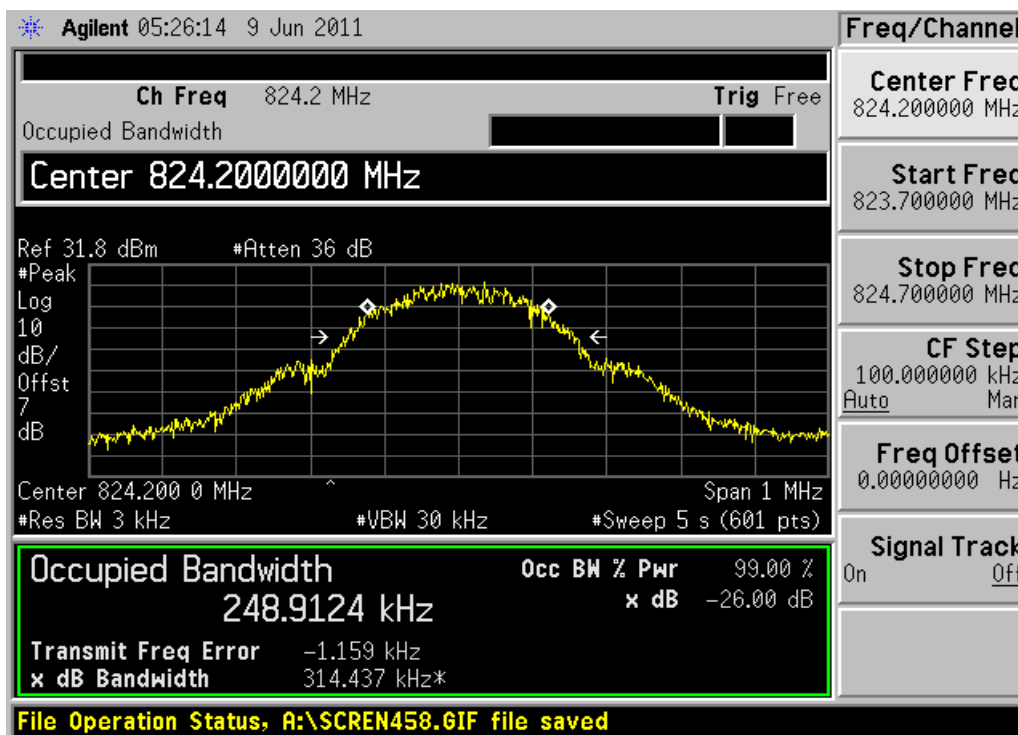 Agilent 05:26:14 9 Jun 2011
Ch Freq 824.2 MHz Trig Free
Occupied Bandwidth
Center 824.2000000 MHz
Ref 31.8 dBm #Atten 36 dB
#Peak
Log
10
dB/
Offst
7
dB
Center 824.200 0 MHz ^ Span 1 MHz
#Res BW 3 kHz #VBW 30 kHz #Sweep 5 s (601 pts)
Occupied Bandwidth
248.9124 kHz
Occ BW % Pwr 99.00 %
x dB -26.00 dB
Transmit Freq Error -1.159 kHz
x dB Bandwidth 314.437 kHz*
File Operation Status, A:\SCREN458.GIF file saved
Freq/Channel
Center Freq
824.200000 MHz
Start Freq
823.700000 MHz
Stop Freq
824.700000 MHz
CF Step
100.000000 kHz
Auto Man
Freq Offset
0.00000000 Hz
Signal Track
On Off